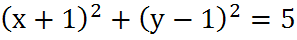 (x + 1)² + (y − 1)² = 5